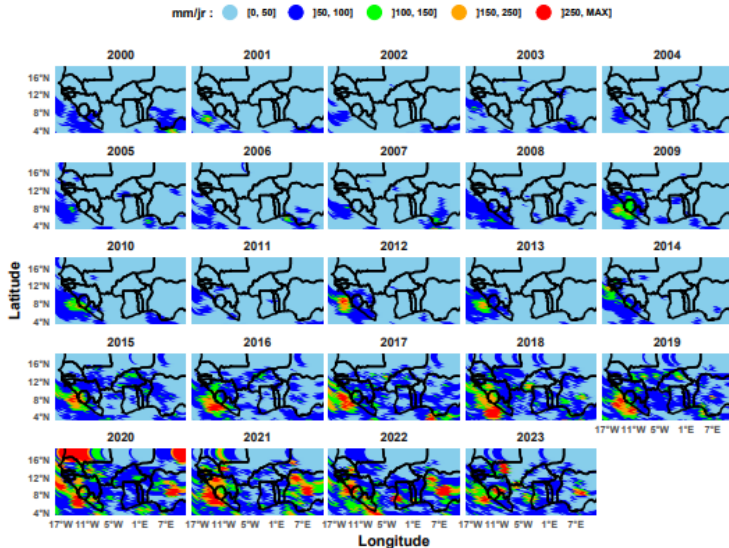 mm/jr : [0, 50] ]50, 100] ]100, 150] ]150, 250] ]250, MAX]
2000 2001 2002 2003 2004
16°N
12°N
8°N
4°N
2005 2006 2007 2008 2009
16°N
12°N
8°N
4°N
2010 2011 2012 2013 2014
16°N
12°N
8°N
4°N
2015 2016 2017 2018 2019
16°N
12°N
8°N
4°N
17°W 11°W 5°W 1°E 7°E
2020 2021 2022 2023
16°N
12°N
8°N
4°N
17°W 11°W 5°W 1°E 7°E 17°W 11°W 5°W 1°E 7°E 17°W 11°W 5°W 1°E 7°E 17°W 11°W 5°W 1°E 7°E
Latitude
Longitude